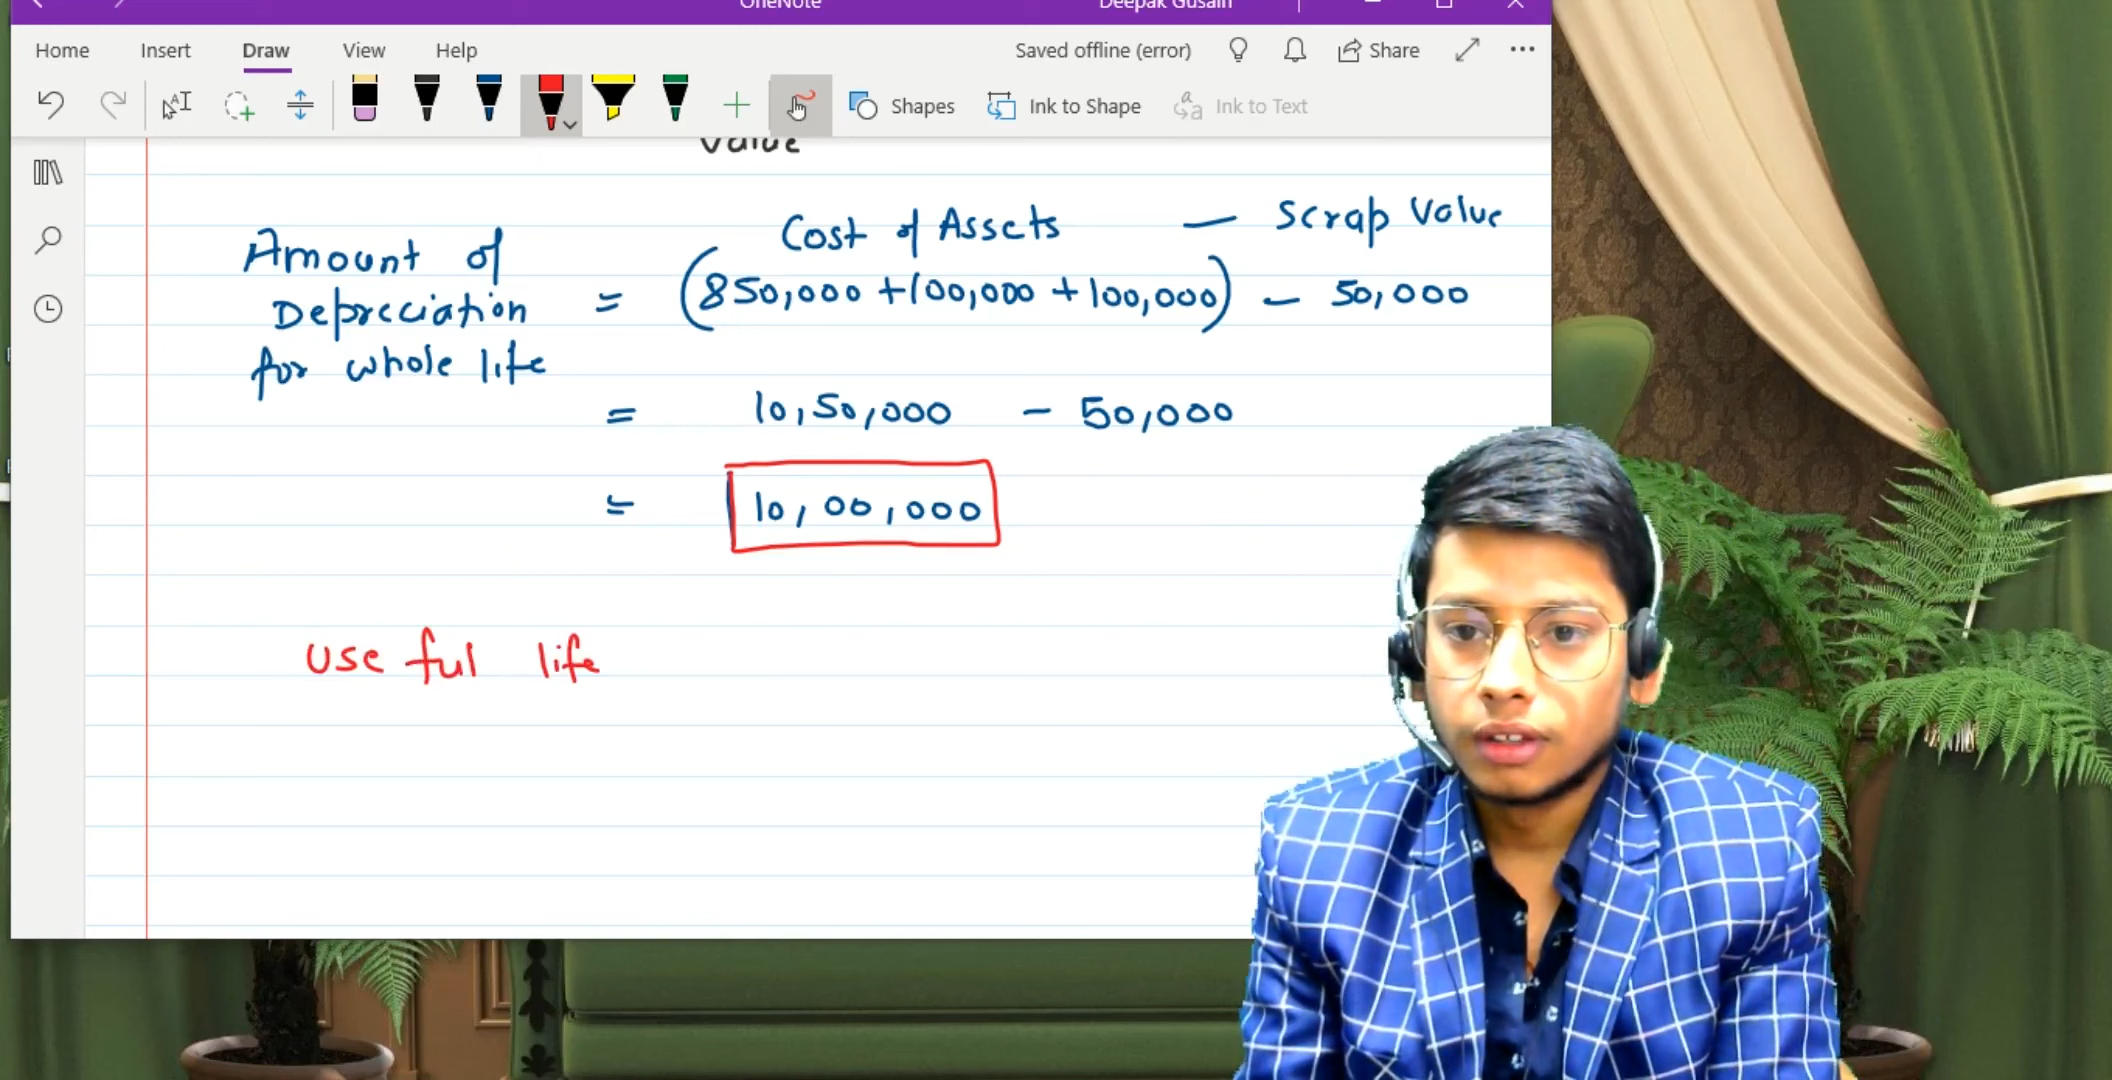 OneNote
Deepak Gusain
Home Insert Draw View Help
Saved offline (error) Share
Shapes Ink to Shape Ink to Text
Value
Cost of Assets — Scrap Value
Amount of Depreciation for whole life = (850,000 + 100,000 + 100,000) — 50,000
= 10,50,000 - 50,000
= 10,00,000
Use ful life